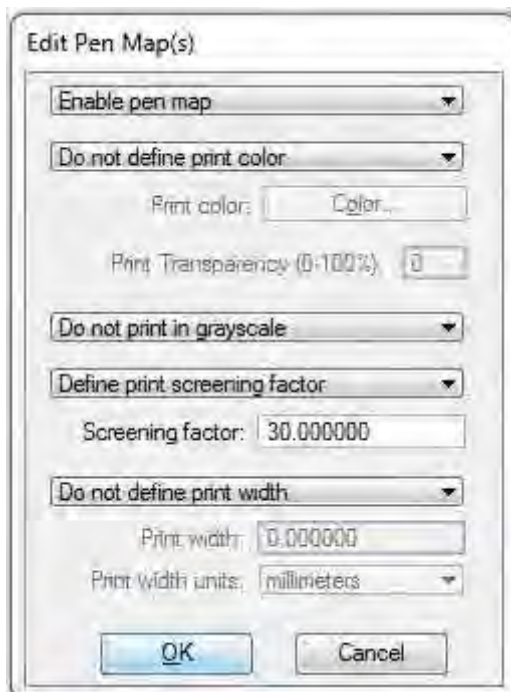 Edit Pen Map(s)
Enable pen map
Do not define print color
Print color: Color...
Print Transparency (0-100%) 0
Do not print in grayscale
Define print screening factor
Screening factor: 30.000000
Do not define print width
Print width: 0.000000
Print width units: millimeters
OK Cancel